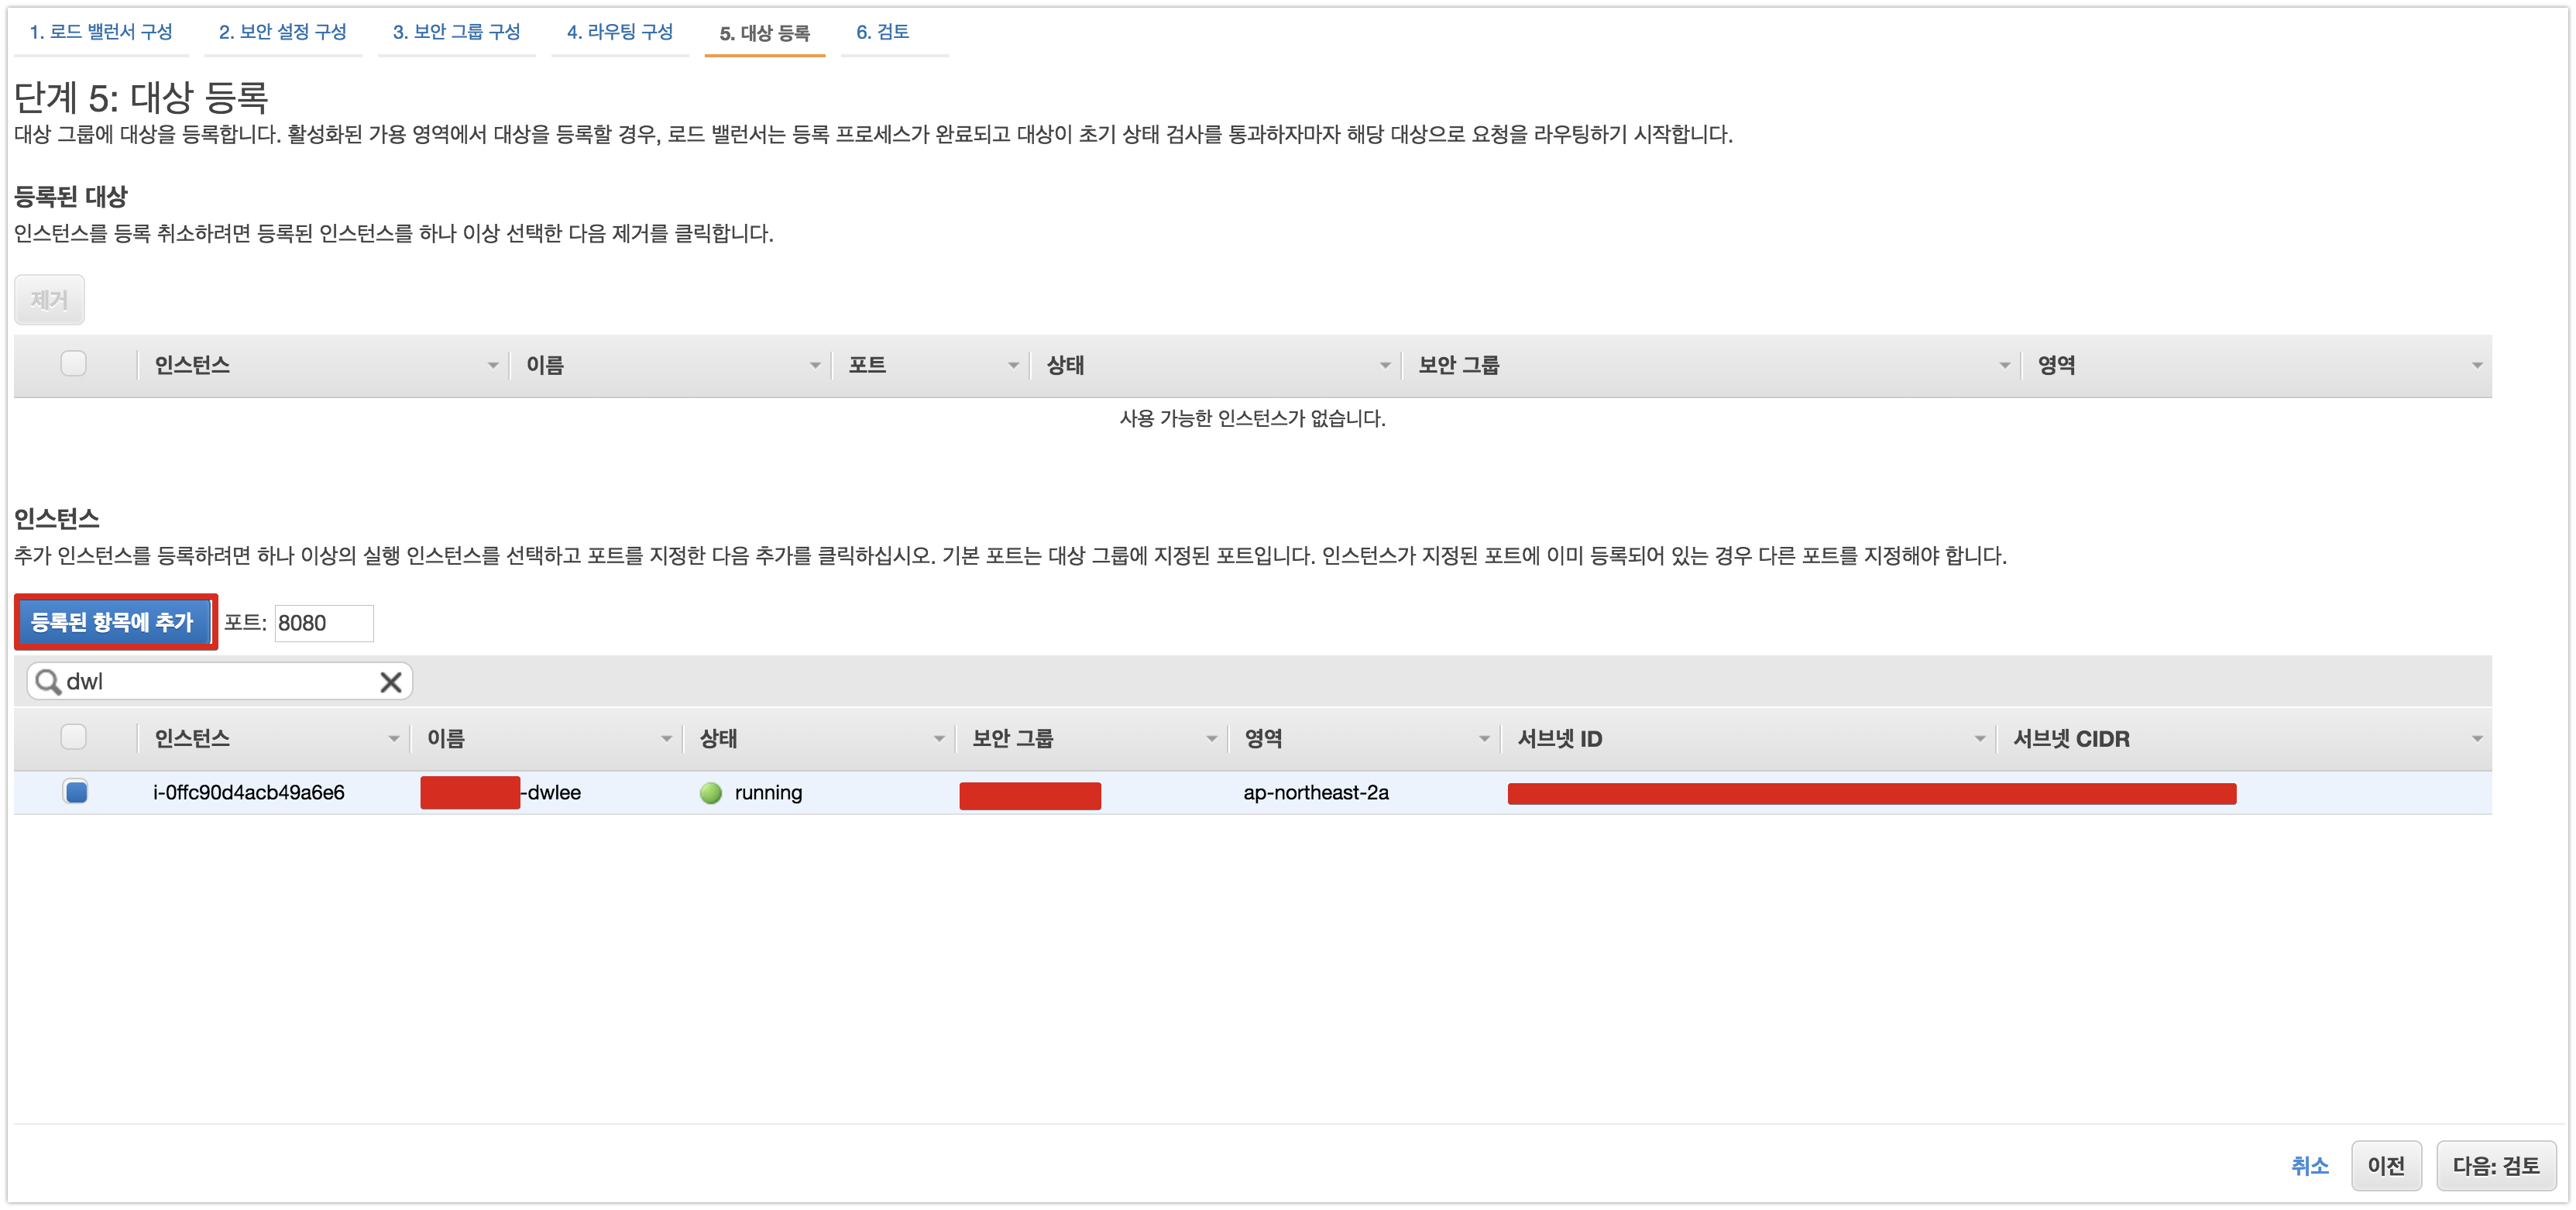 1. 로드 밸런서 구성 2. 보안 설정 구성 3. 보안 그룹 구성 4. 라우팅 구성 5. 대상 등록 6. 검토
단계 5: 대상 등록
대상 그룹에 대상을 등록합니다. 활성화된 가용 영역에서 대상을 등록할 경우, 로드 밸런서는 등록 프로세스가 완료되고 대상이 초기 상태 검사를 통과하자마자 해당 대상으로 요청을 라우팅하기 시작합니다.
등록된 대상
인스턴스를 등록 취소하려면 등록된 인스턴스를 하나 이상 선택한 다음 제거를 클릭합니다.
제거
인스턴스 이름 포트 상태 보안 그룹 영역
사용 가능한 인스턴스가 없습니다.
인스턴스
추가 인스턴스를 등록하려면 하나 이상의 실행 인스턴스를 선택하고 포트를 지정한 다음 추가를 클릭하십시오. 기본 포트는 대상 그룹에 지정된 포트입니다. 인스턴스가 지정된 포트에 이미 등록되어 있는 경우 다른 포트를 지정해야 합니다.
등록된 항목에 추가 포트: 8080
dwl
인스턴스 이름 상태 보안 그룹 영역 서브넷 ID 서브넷 CIDR
i-0ffc90d4acb49a6e6 -dwlee running ap-northeast-2a
취소 이전 다음: 검토